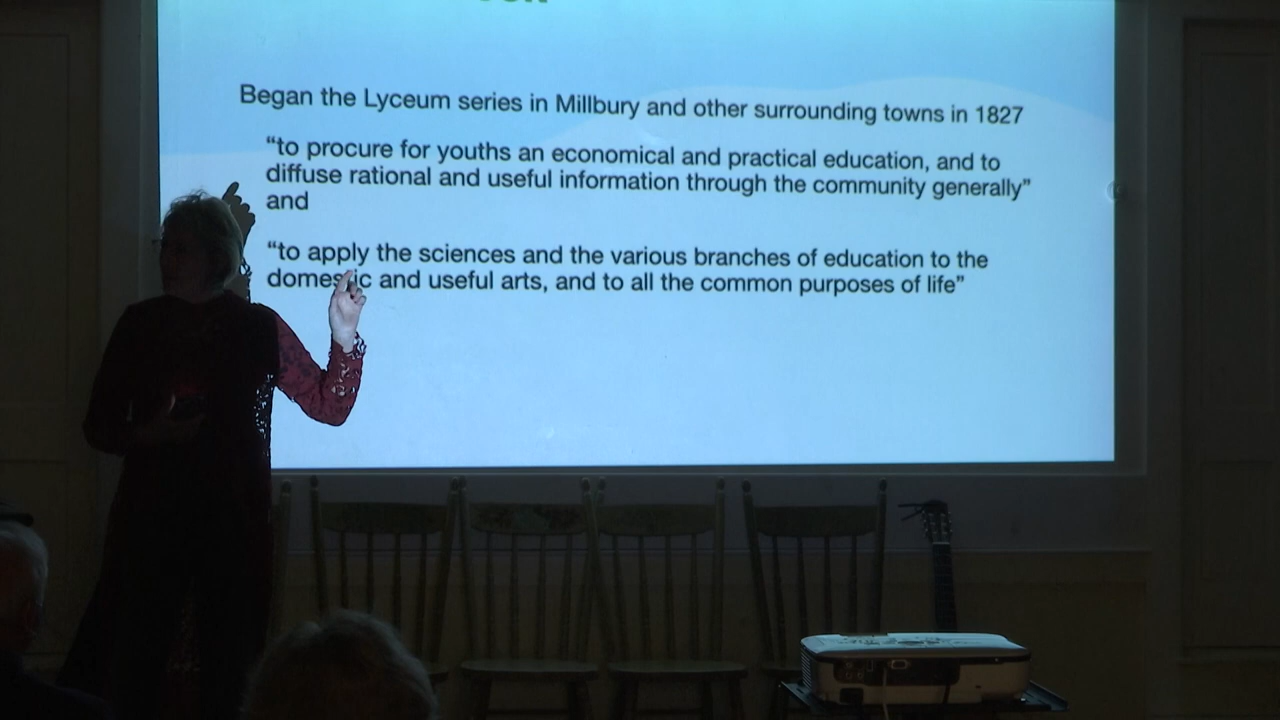 Began the Lyceum series in Millbury and other surrounding towns in 1827
“to procure for youths an economical and practical education, and to
diffuse rational and useful information through the community generally”
and
“to apply the sciences and the various branches of education to the
domestic and useful arts, and to all the common purposes of life”